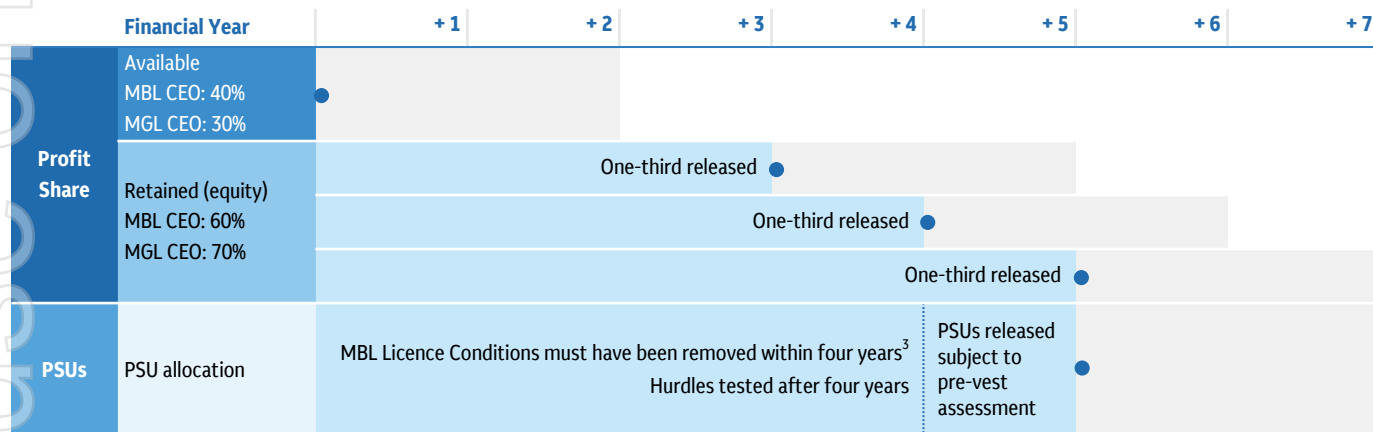 Financial Year + 1 + 2 + 3 + 4 + 5 + 6 + 7
Profit
Share
Available
MBL CEO: 40%
MGL CEO: 30%
Retained (equity)
MBL CEO: 60%
MGL CEO: 70%
One-third released
One-third released
One-third released
PSUs
PSU allocation
MBL Licence Conditions must have been removed within four years³
Hurdles tested after four years
PSUs released
subject to
pre-vest
assessment